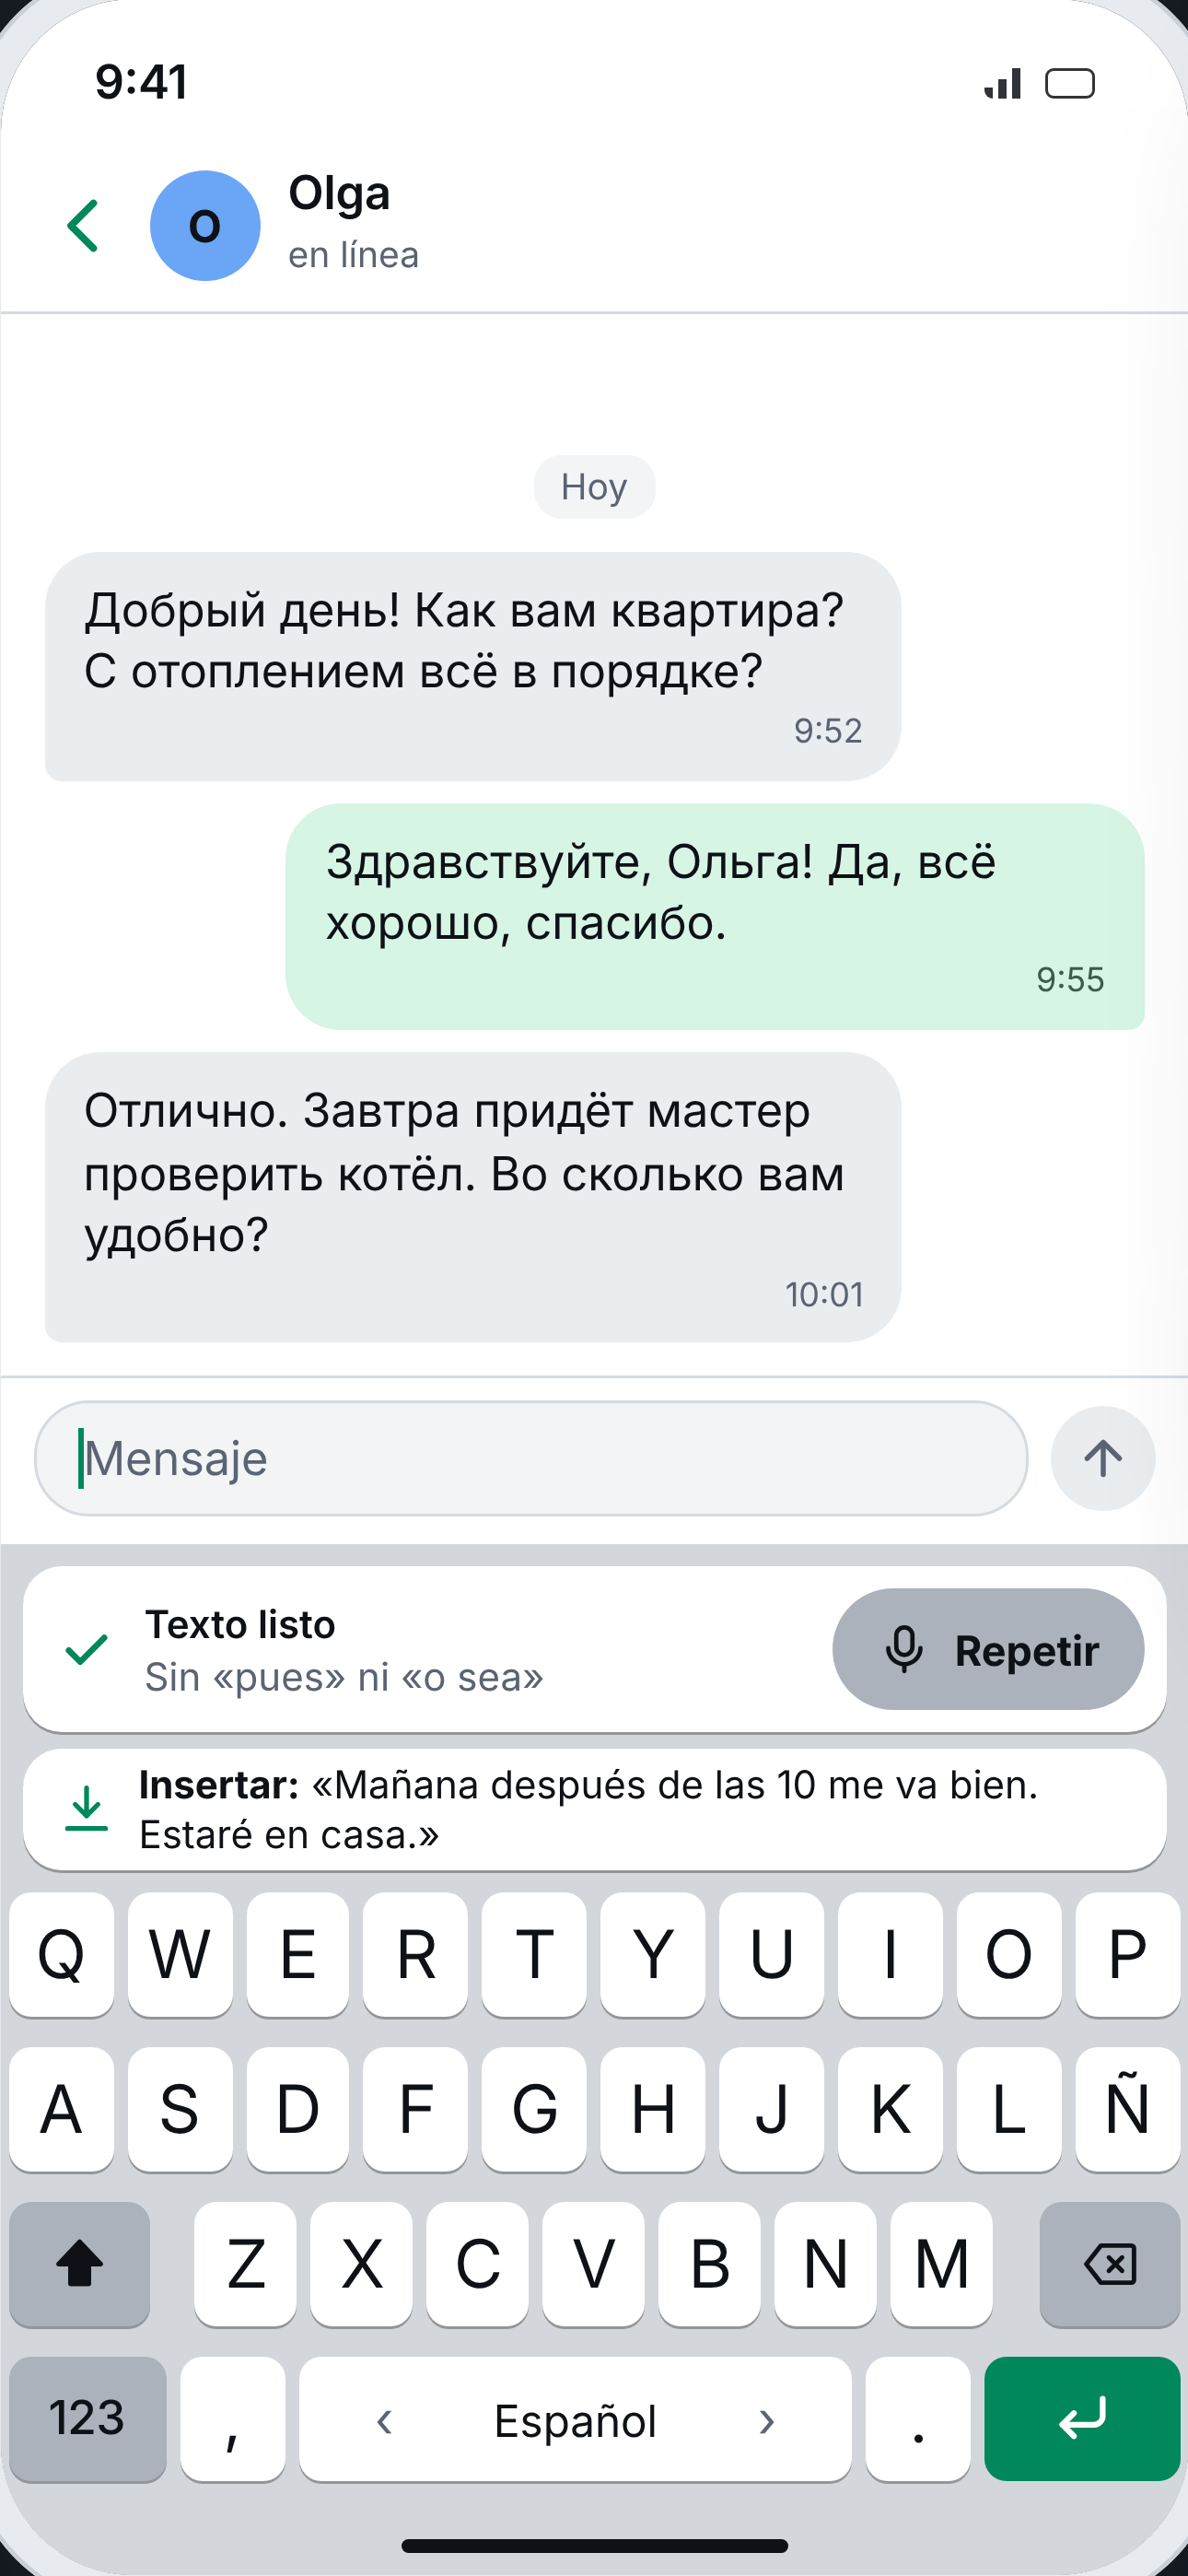 9:41
O
Olga
en línea
Hoy
Добрый день! Как вам квартира?
С отоплением всё в порядке?
9:52
Здравствуйте, Ольга! Да, всё
хорошо, спасибо.
9:55
Отлично. Завтра придёт мастер
проверить котёл. Во сколько вам
удобно?
10:01
Mensaje
Texto listo
Sin «pues» ni «o sea»
Repetir
Insertar: «Mañana después de las 10 me va bien.
Estaré en casa.»
Q W E R T Y U I O P
A S D F G H J K L Ñ
Z X C V B N M
123 , ‹ Español › .